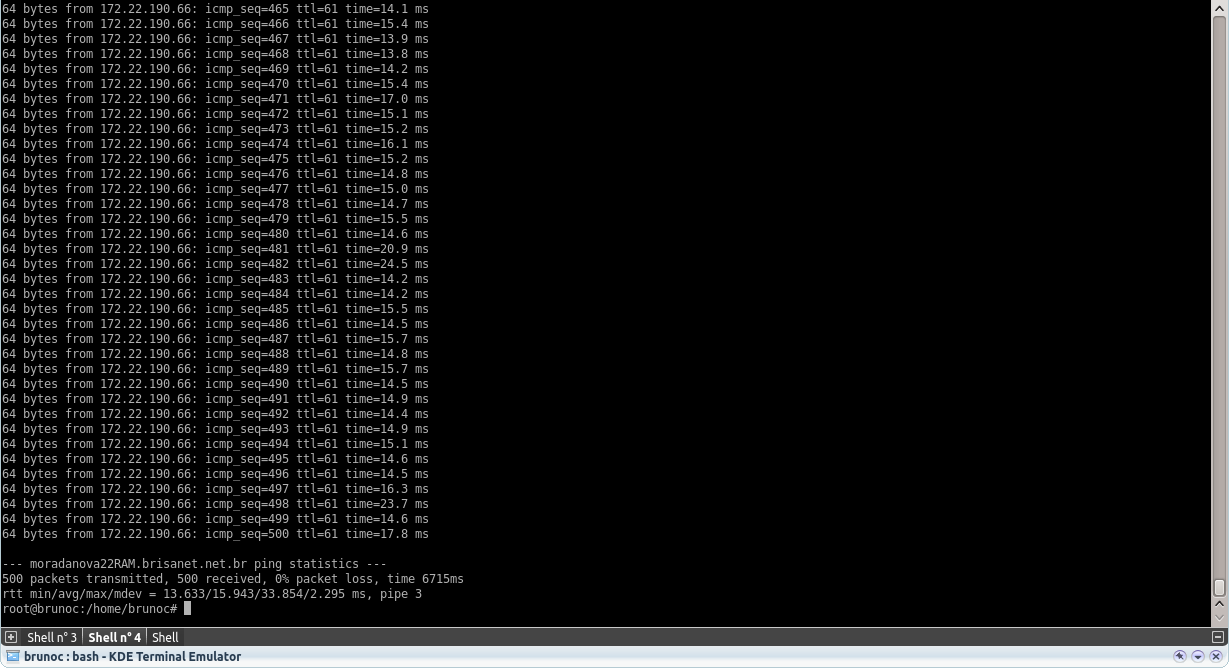 64 bytes from 172.22.190.66: icmp_seq=465 ttl=61 time=14.1 ms
64 bytes from 172.22.190.66: icmp_seq=466 ttl=61 time=15.4 ms
64 bytes from 172.22.190.66: icmp_seq=467 ttl=61 time=13.9 ms
64 bytes from 172.22.190.66: icmp_seq=468 ttl=61 time=13.8 ms
64 bytes from 172.22.190.66: icmp_seq=469 ttl=61 time=14.2 ms
64 bytes from 172.22.190.66: icmp_seq=470 ttl=61 time=15.4 ms
64 bytes from 172.22.190.66: icmp_seq=471 ttl=61 time=17.0 ms
64 bytes from 172.22.190.66: icmp_seq=472 ttl=61 time=15.1 ms
64 bytes from 172.22.190.66: icmp_seq=473 ttl=61 time=15.2 ms
64 bytes from 172.22.190.66: icmp_seq=474 ttl=61 time=16.1 ms
64 bytes from 172.22.190.66: icmp_seq=475 ttl=61 time=15.2 ms
64 bytes from 172.22.190.66: icmp_seq=476 ttl=61 time=14.8 ms
64 bytes from 172.22.190.66: icmp_seq=477 ttl=61 time=15.0 ms
64 bytes from 172.22.190.66: icmp_seq=478 ttl=61 time=14.7 ms
64 bytes from 172.22.190.66: icmp_seq=479 ttl=61 time=15.5 ms
64 bytes from 172.22.190.66: icmp_seq=480 ttl=61 time=14.6 ms
64 bytes from 172.22.190.66: icmp_seq=481 ttl=61 time=20.9 ms
64 bytes from 172.22.190.66: icmp_seq=482 ttl=61 time=24.5 ms
64 bytes from 172.22.190.66: icmp_seq=483 ttl=61 time=14.2 ms
64 bytes from 172.22.190.66: icmp_seq=484 ttl=61 time=14.2 ms
64 bytes from 172.22.190.66: icmp_seq=485 ttl=61 time=15.5 ms
64 bytes from 172.22.190.66: icmp_seq=486 ttl=61 time=14.5 ms
64 bytes from 172.22.190.66: icmp_seq=487 ttl=61 time=15.7 ms
64 bytes from 172.22.190.66: icmp_seq=488 ttl=61 time=14.8 ms
64 bytes from 172.22.190.66: icmp_seq=489 ttl=61 time=15.7 ms
64 bytes from 172.22.190.66: icmp_seq=490 ttl=61 time=14.5 ms
64 bytes from 172.22.190.66: icmp_seq=491 ttl=61 time=14.9 ms
64 bytes from 172.22.190.66: icmp_seq=492 ttl=61 time=14.4 ms
64 bytes from 172.22.190.66: icmp_seq=493 ttl=61 time=14.9 ms
64 bytes from 172.22.190.66: icmp_seq=494 ttl=61 time=15.1 ms
64 bytes from 172.22.190.66: icmp_seq=495 ttl=61 time=14.6 ms
64 bytes from 172.22.190.66: icmp_seq=496 ttl=61 time=14.5 ms
64 bytes from 172.22.190.66: icmp_seq=497 ttl=61 time=16.3 ms
64 bytes from 172.22.190.66: icmp_seq=498 ttl=61 time=23.7 ms
64 bytes from 172.22.190.66: icmp_seq=499 ttl=61 time=14.6 ms
64 bytes from 172.22.190.66: icmp_seq=500 ttl=61 time=17.8 ms
--- moradanova22RAM.brisanet.net.br ping statistics ---
500 packets transmitted, 500 received, 0% packet loss, time 6715ms
rtt min/avg/max/mdev = 13.633/15.943/33.854/2.295 ms, pipe 3
root@brunoc:/home/brunoc#
Shell n° 3 Shell n° 4 Shell
brunoc : bash - KDE Terminal Emulator